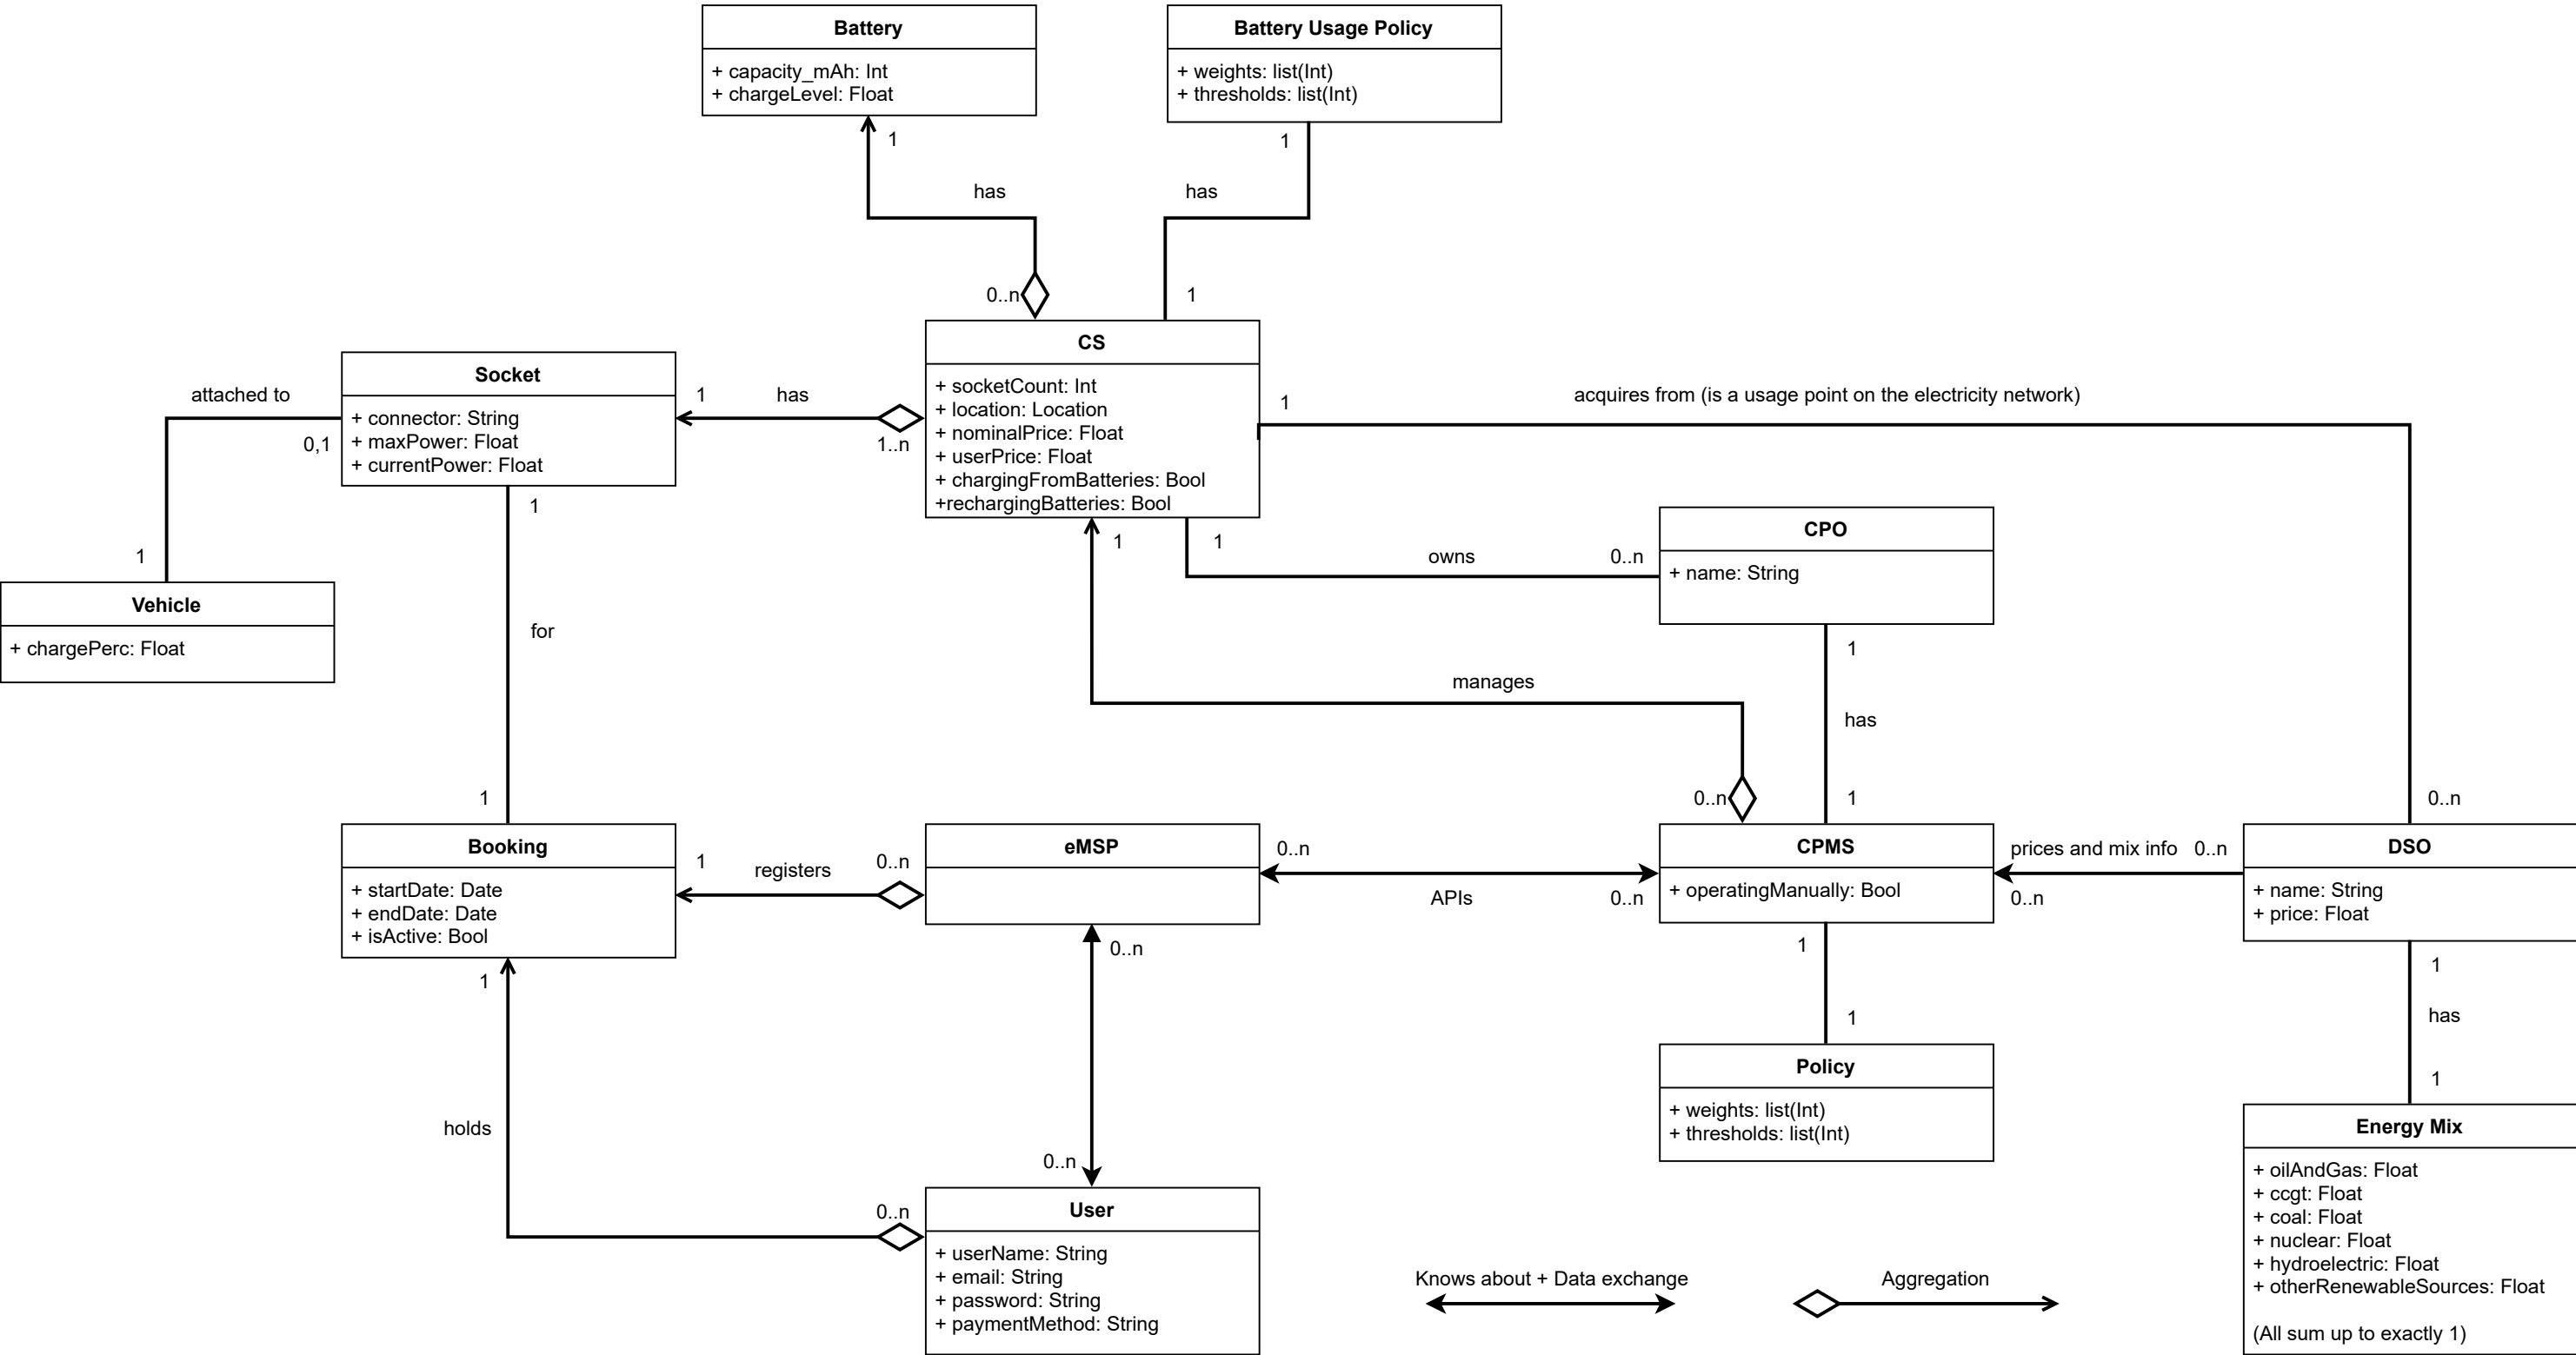 Battery
+ capacity_mAh: Int
+ chargeLevel: Float
Battery Usage Policy
+ weights: list(Int)
+ thresholds: list(Int)
1
1
has
has
0..n
1
CS
+ socketCount: Int
+ location: Location
+ nominalPrice: Float
+ userPrice: Float
+ chargingFromBatteries: Bool
+rechargingBatteries: Bool
Socket
+ connector: String
+ maxPower: Float
+ currentPower: Float
attached to
0,1
1
has
1..n
1
acquires from (is a usage point on the electricity network)
1
1
1
1
owns
0..n
CPO
+ name: String
Vehicle
+ chargePerc: Float
for
1
manages
has
1
0..n
1
0..n
Booking
+ startDate: Date
+ endDate: Date
+ isActive: Bool
1
registers
0..n
eMSP
0..n
APIs
0..n
CPMS
+ operatingManually: Bool
prices and mix info
0..n
0..n
DSO
+ name: String
+ price: Float
1
0..n
1
1
has
1
1
Policy
+ weights: list(Int)
+ thresholds: list(Int)
holds
0..n
0..n
User
+ userName: String
+ email: String
+ password: String
+ paymentMethod: String
Energy Mix
+ oilAndGas: Float
+ ccgt: Float
+ coal: Float
+ nuclear: Float
+ hydroelectric: Float
+ otherRenewableSources: Float
(All sum up to exactly 1)
Knows about + Data exchange
Aggregation